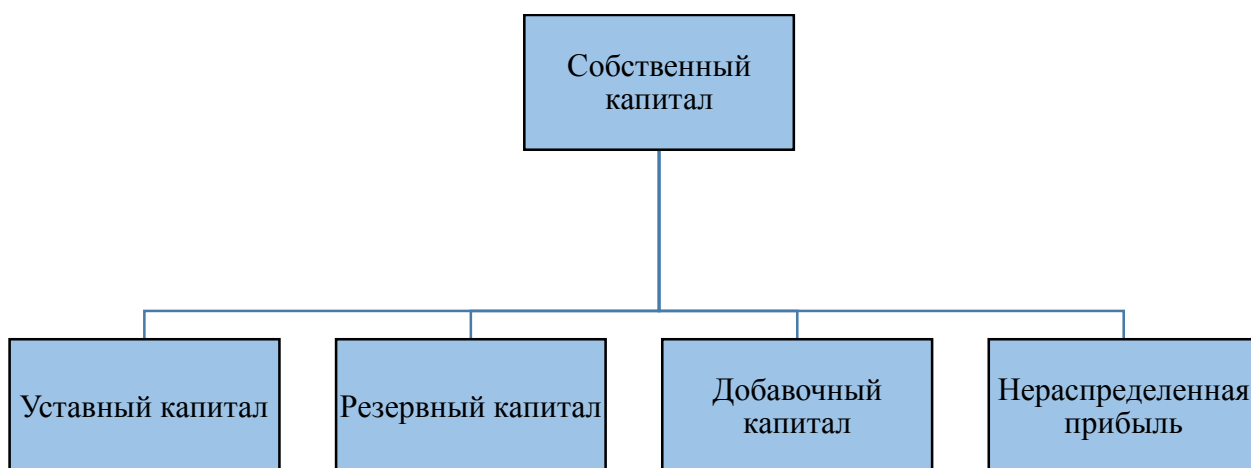 Собственный
капитал
Уставный капитал
Резервный капитал
Добавочный
капитал
Нераспределенная
прибыль